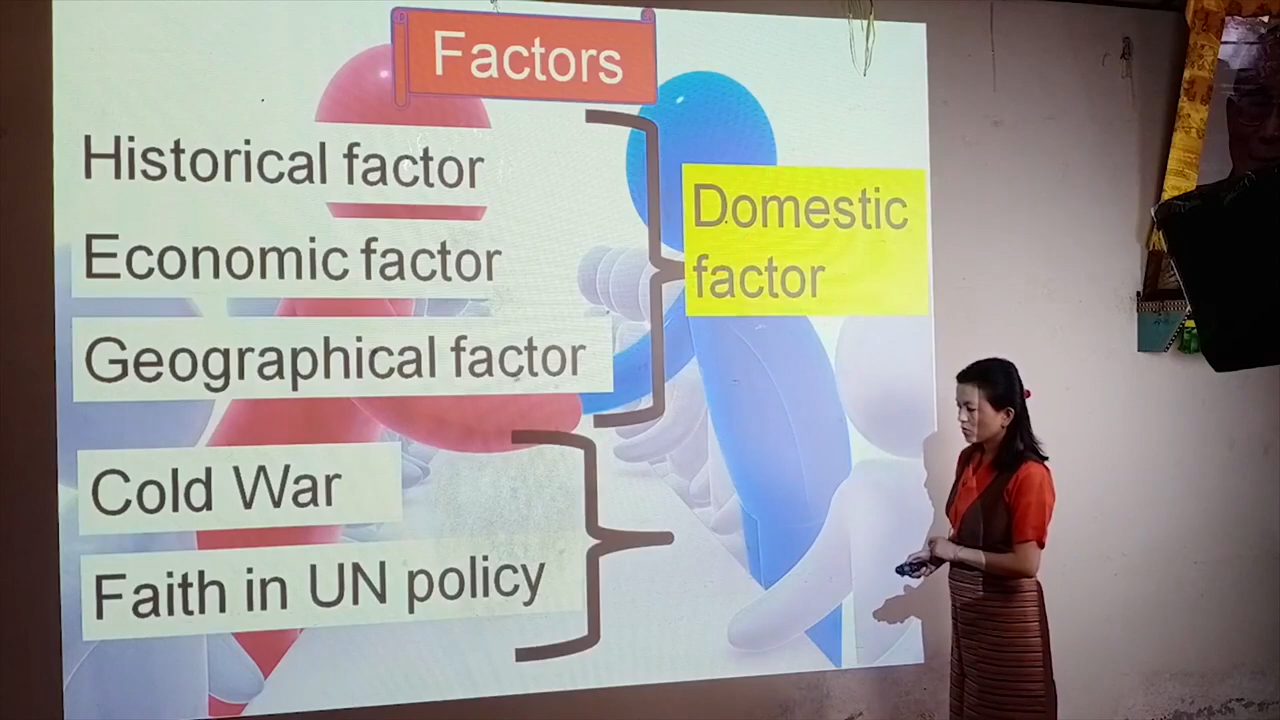 Factors
Historical factor
Economic factor
Geographical factor
Domestic
factor
Cold War
Faith in UN policy